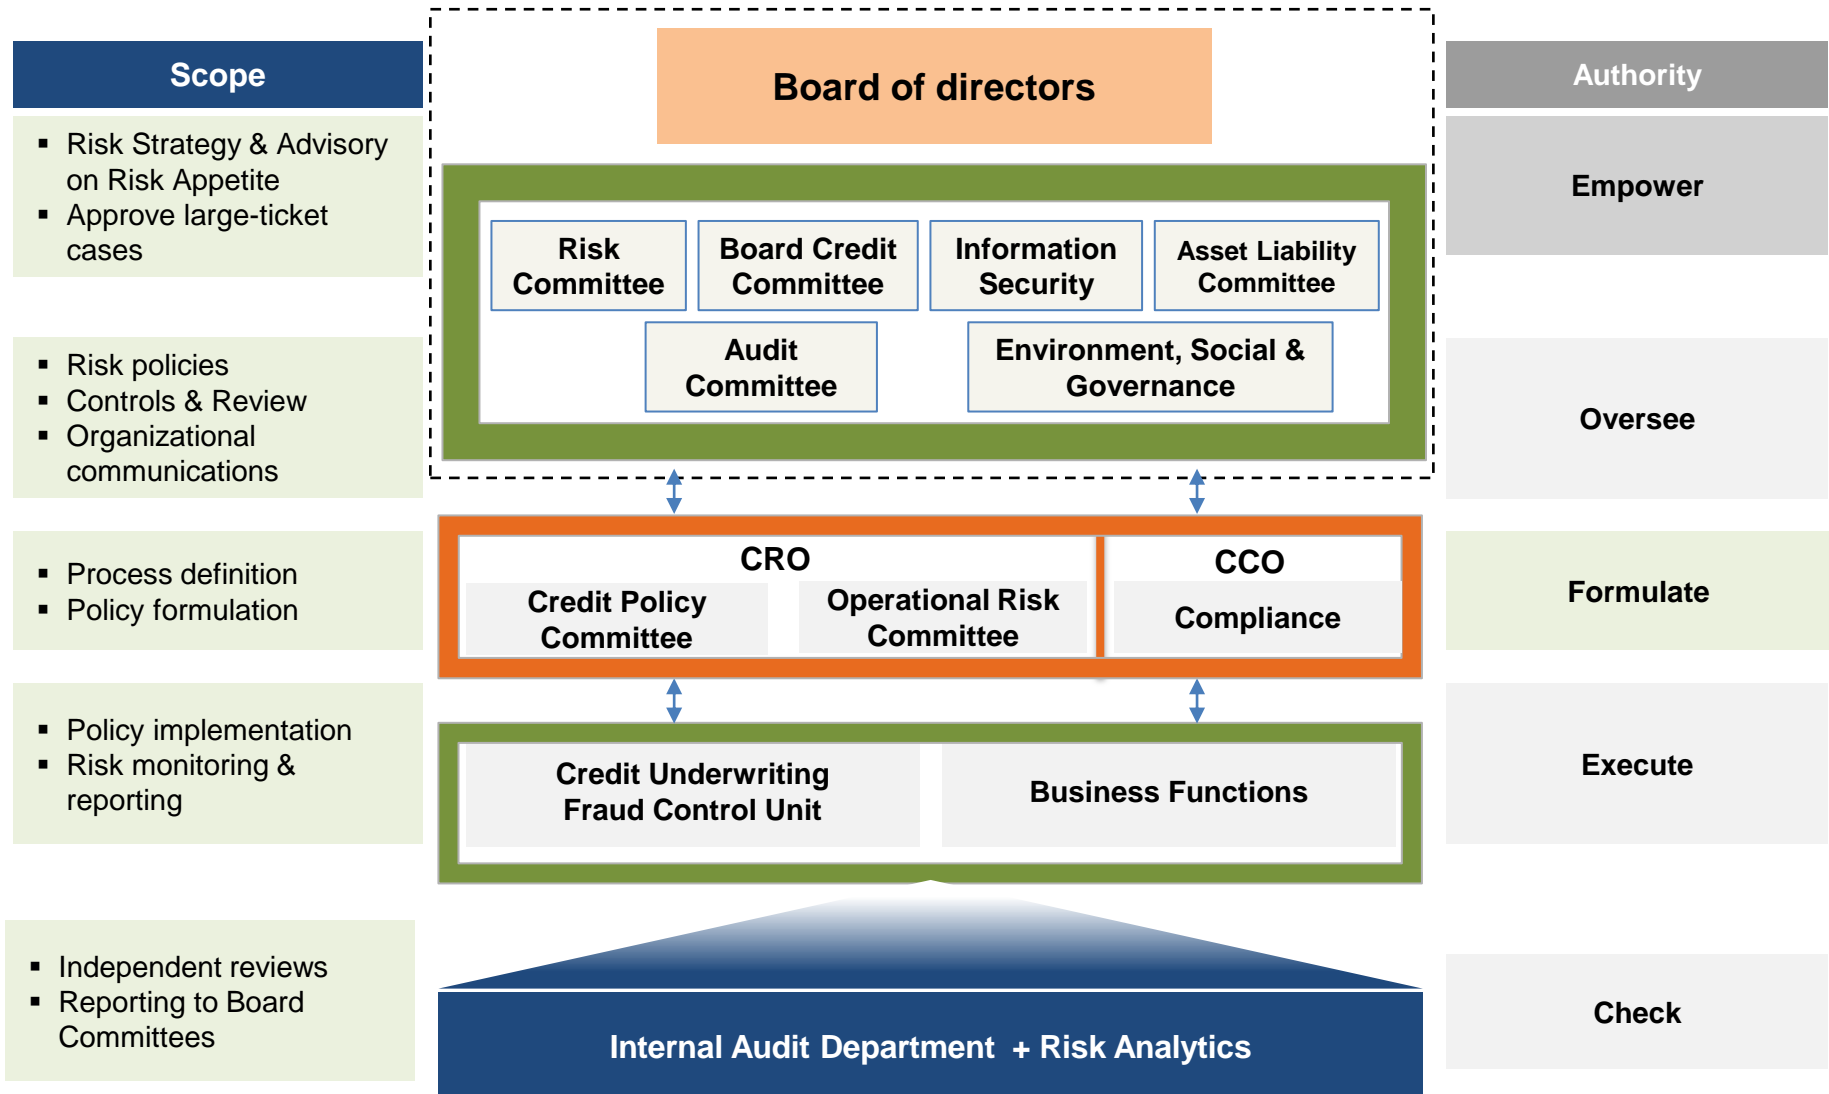 Scope
▪ Risk Strategy & Advisory
on Risk Appetite
▪ Approve large-ticket
cases
▪ Risk policies
▪ Controls & Review
▪ Organizational
communications
▪ Process definition
▪ Policy formulation
▪ Policy implementation
▪ Risk monitoring &
reporting
▪ Independent reviews
▪ Reporting to Board
Committees
Board of directors
Risk
Committee
Board Credit
Committee
Information
Security
Asset Liability
Committee
Audit
Committee
Environment, Social &
Governance
CRO
Credit Policy
Committee
Operational Risk
Committee
CCO
Compliance
Credit Underwriting
Fraud Control Unit
Business Functions
Internal Audit Department + Risk Analytics
Authority
Empower
Oversee
Formulate
Execute
Check